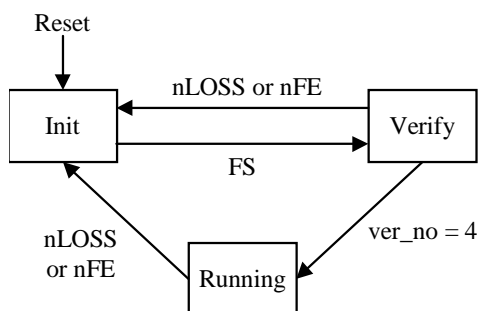 Reset
nLOSS or nFE
Init
Verify
FS
nLOSS
or nFE
ver_no = 4
Running